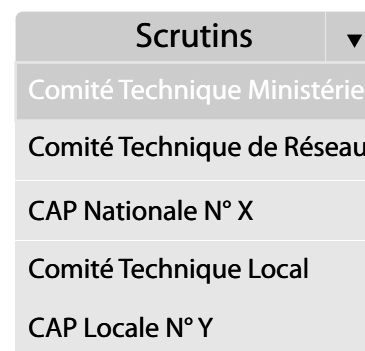 Scrutins ▼
Comité Technique Ministérie
Comité Technique de Réseau
CAP Nationale N° X
Comité Technique Local
CAP Locale N° Y